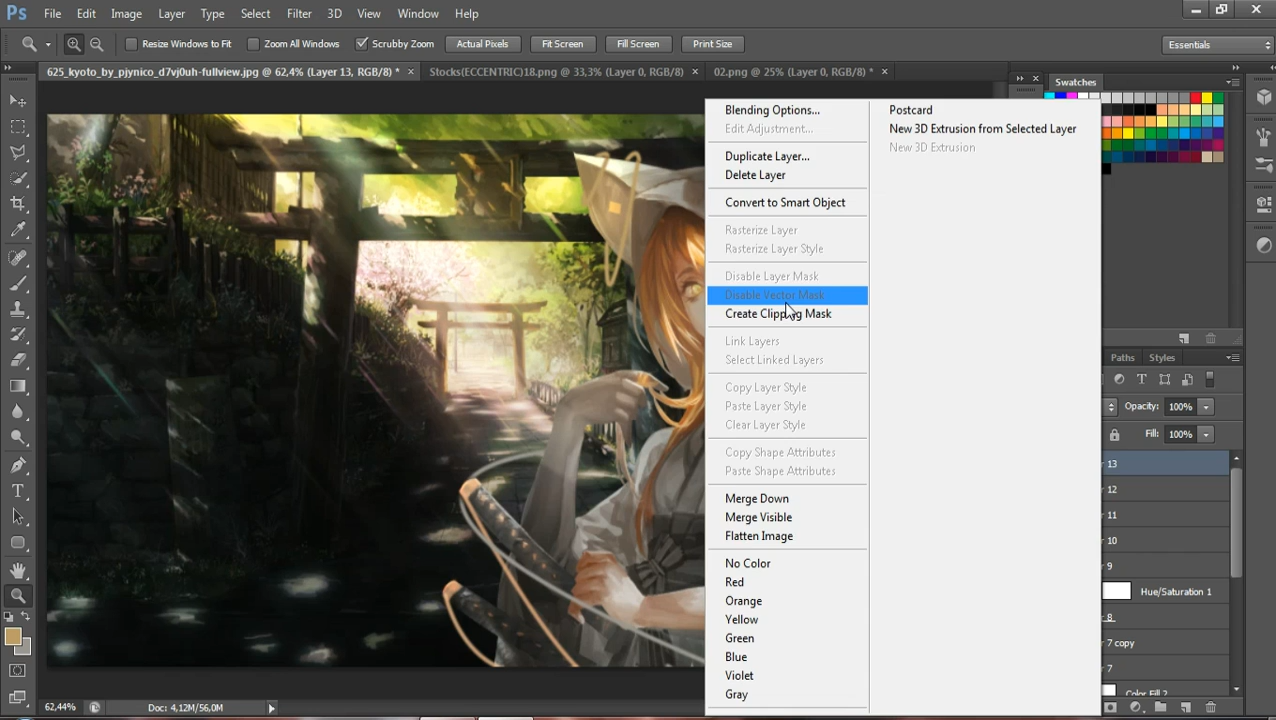 Ps File Edit Image Layer Type Select Filter 3D View Window Help
Resize Windows to Fit Zoom All Windows Scrubby Zoom Actual Pixels Fit Screen Fill Screen Print Size Essentials
625_kyoto_by_pjynico_d7vj0uh-fullview.jpg @ 62,4% (Layer 13, RGB/8) * × Stocks(ECCENTRIC)18.png @ 33,3% (Layer 0, RGB/8) × 02.png @ 25% (Layer 0, RGB/8) * ×
Swatches
Blending Options...
Edit Adjustment...
Duplicate Layer...
Delete Layer
Convert to Smart Object
Rasterize Layer
Rasterize Layer Style
Disable Layer Mask
Disable Vector Mask
Create Clipping Mask
Link Layers
Select Linked Layers
Copy Layer Style
Paste Layer Style
Clear Layer Style
Copy Shape Attributes
Paste Shape Attributes
Merge Down
Merge Visible
Flatten Image
No Color
Red
Orange
Yellow
Green
Blue
Violet
Gray
Postcard
New 3D Extrusion from Selected Layer
New 3D Extrusion
Paths Styles
Opacity: 100%
Fill: 100%
r 13
r 12
r 11
r 10
r 9
Hue/Saturation 1
r 8
r 7 copy
r 7
Color Fill 2
62,44% Doc: 4,12M/56,0M